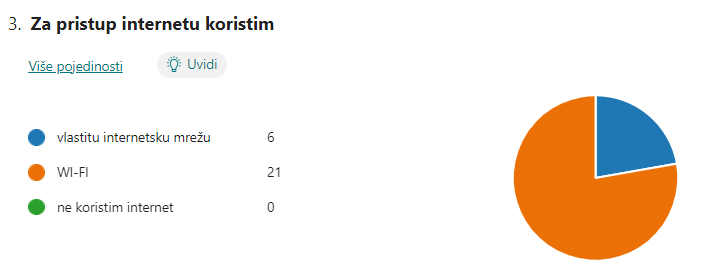 3. Za pristup internetu koristim
Više pojedinosti
Uvidi
vlastitu internetsku mrežu 6
WI-FI 21
ne koristim internet 0